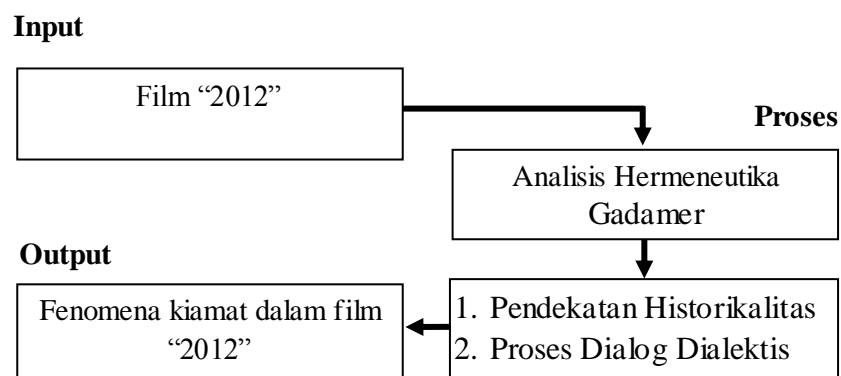 Input
Film “2012”
Proses
Analisis Hermeneutika
Gadamer
Output
1. Pendekatan Historikalitas
2. Proses Dialog Dialektis
Fenomena kiamat dalam film
“2012”